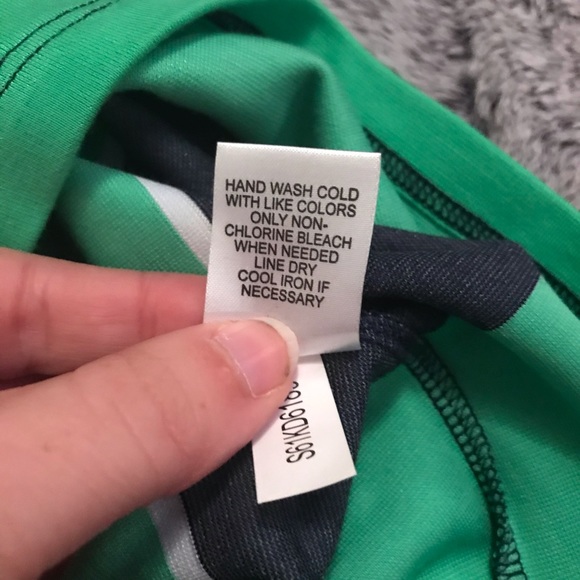 HAND WASH COLD
WITH LIKE COLORS
ONLY NON-
CHLORINE BLEACH
WHEN NEEDED
LINE DRY
COOL IRON IF
NECESSARY